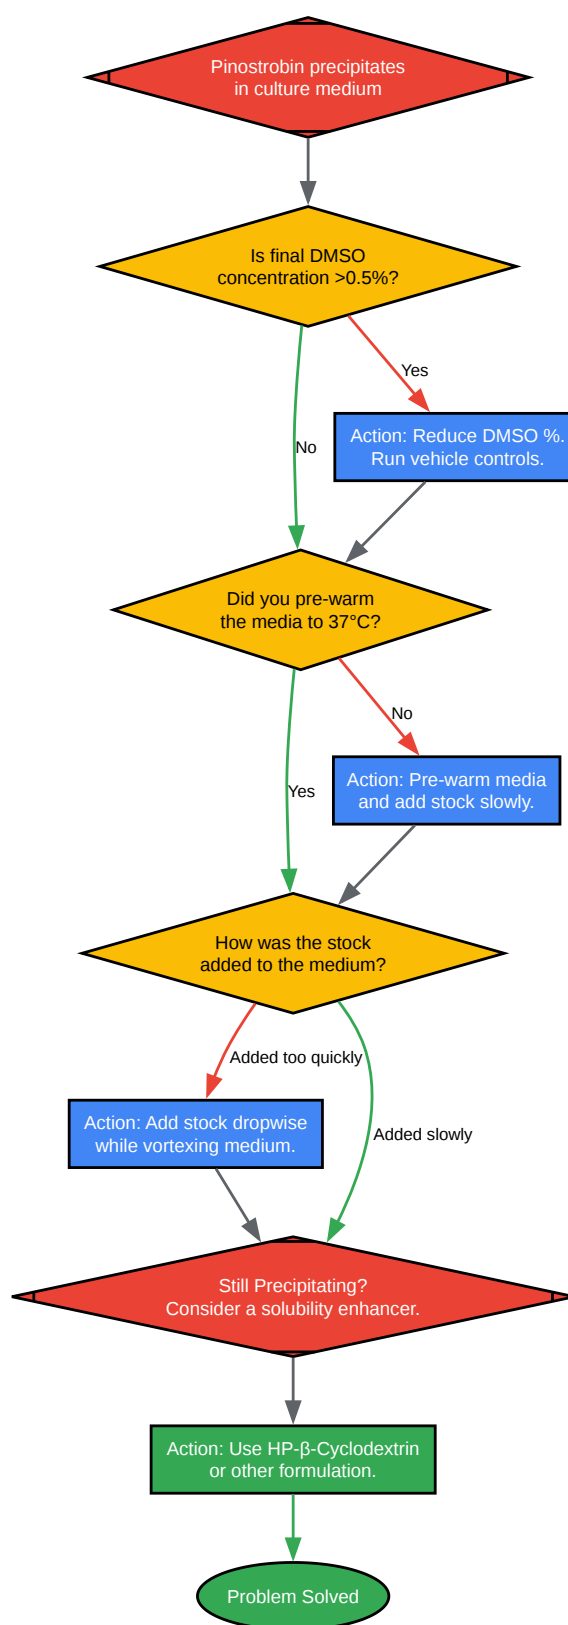 Pinostrobin precipitates
in culture medium
Is final DMSO
concentration >0.5%?
Yes
No
Action: Reduce DMSO %.
Run vehicle controls.
Did you pre-warm
the media to 37°C?
No
Yes
Action: Pre-warm media
and add stock slowly.
How was the stock
added to the medium?
Added too quickly
Added slowly
Action: Add stock dropwise
while vortexing medium.
Still Precipitating?
Consider a solubility enhancer.
Action: Use HP-β-Cyclodextrin
or other formulation.
Problem Solved